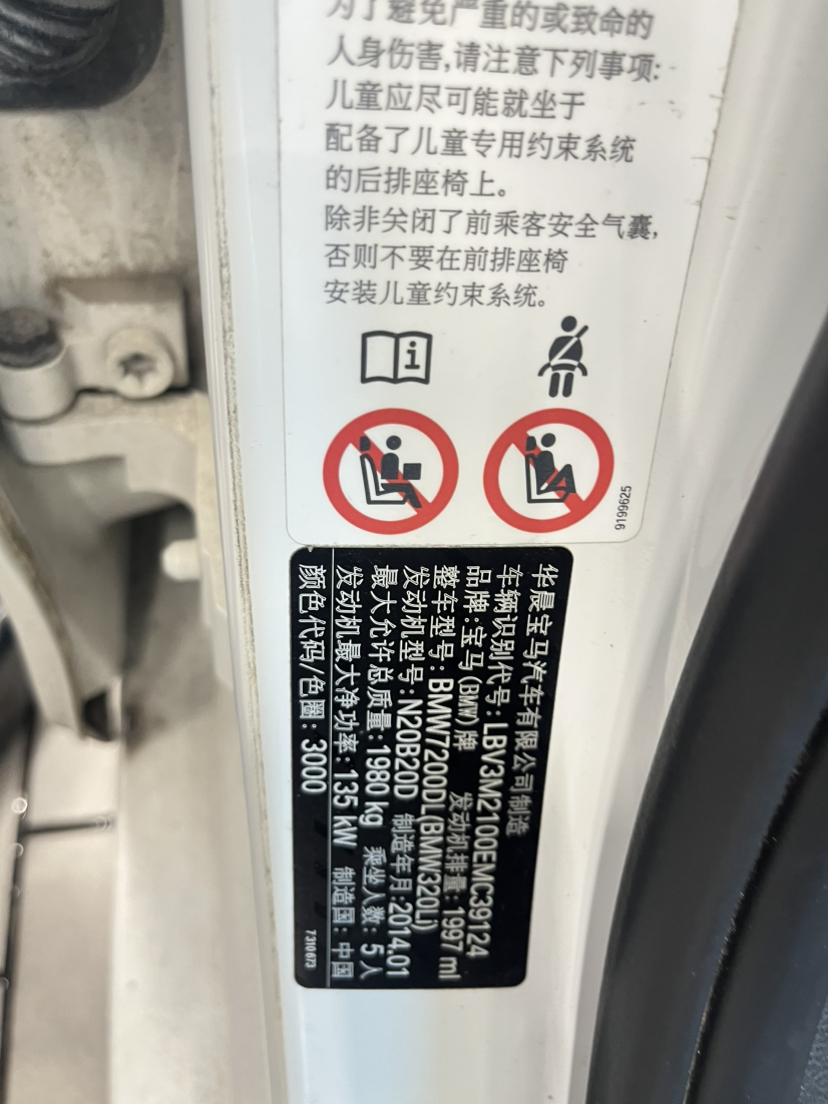 为了避免严重的或致命的
人身伤害,请注意下列事项:
儿童应尽可能就坐于
配备了儿童专用约束系统
的后排座椅上。
除非关闭了前乘客安全气囊,
否则不要在前排座椅
安装儿童约束系统。
i
9199625
华晨宝马汽车有限公司制造
车辆识别代号:LBV3M2100EMC39124
品牌:宝马(BMW)牌 发动机排量:1997 ml
整车型号:BMW7200DL(BMW320Li)
发动机型号:N20B20D 制造年月:2014.01
最大允许总质量:1980 kg 乘坐人数:5人
发动机最大净功率:135 kW 制造国:中国
颜色代码/色圈:3000
7310673